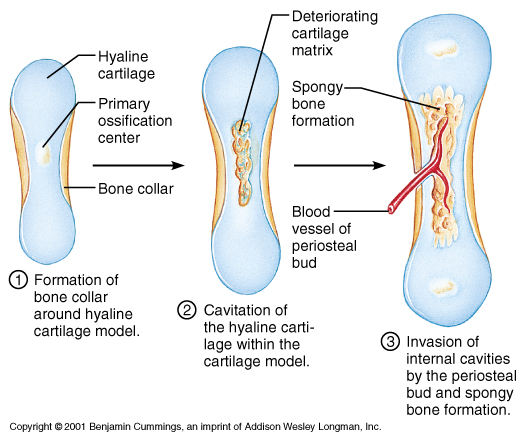 Hyaline
cartilage
Primary
ossification
center
Bone collar
1 Formation of
bone collar
around hyaline
cartilage model.
Deteriorating
cartilage
matrix
2 Cavitation of
the hyaline carti-
lage within the
cartilage model.
Spongy
bone
formation
Blood
vessel of
periosteal
bud
3 Invasion of
internal cavities
by the periosteal
bud and spongy
bone formation.
Copyright © 2001 Benjamin Cummings, an imprint of Addison Wesley Longman, Inc.